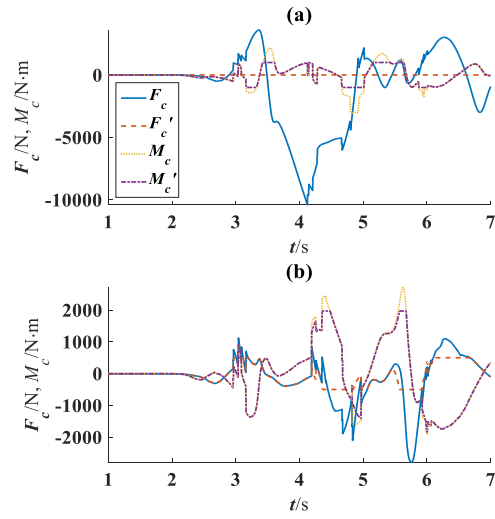 (a)
0
-5000
-10000
F_c/N, M_c/N·m
F_c
F_c'
M_c
M_c'
1 2 3 4 5 6 7
t/s
(b)
2000
1000
0
-1000
-2000
F_c/N, M_c/N·m
1 2 3 4 5 6 7
t/s